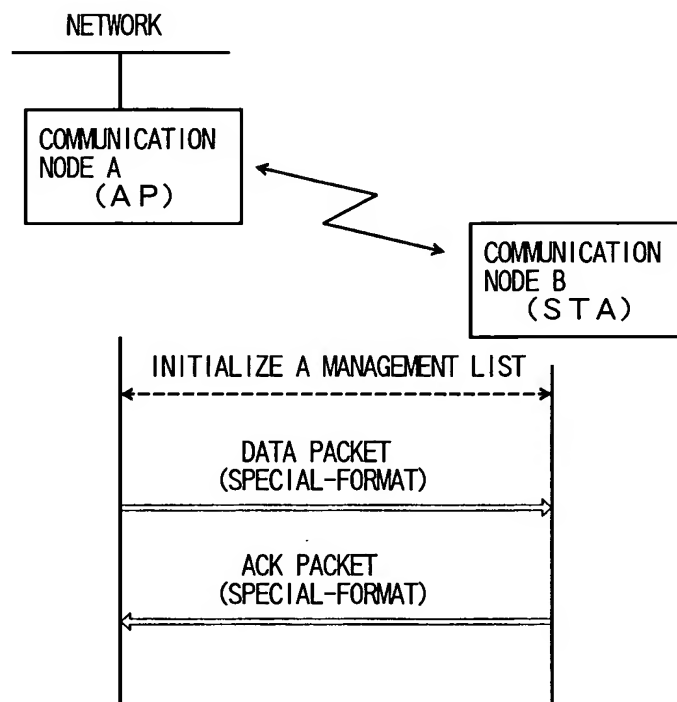 NETWORK
COMMUNICATION
NODE A
(AP)
COMMUNICATION
NODE B
(STA)
INITIALIZE A MANAGEMENT LIST
DATA PACKET
(SPECIAL-FORMAT)
ACK PACKET
(SPECIAL-FORMAT)